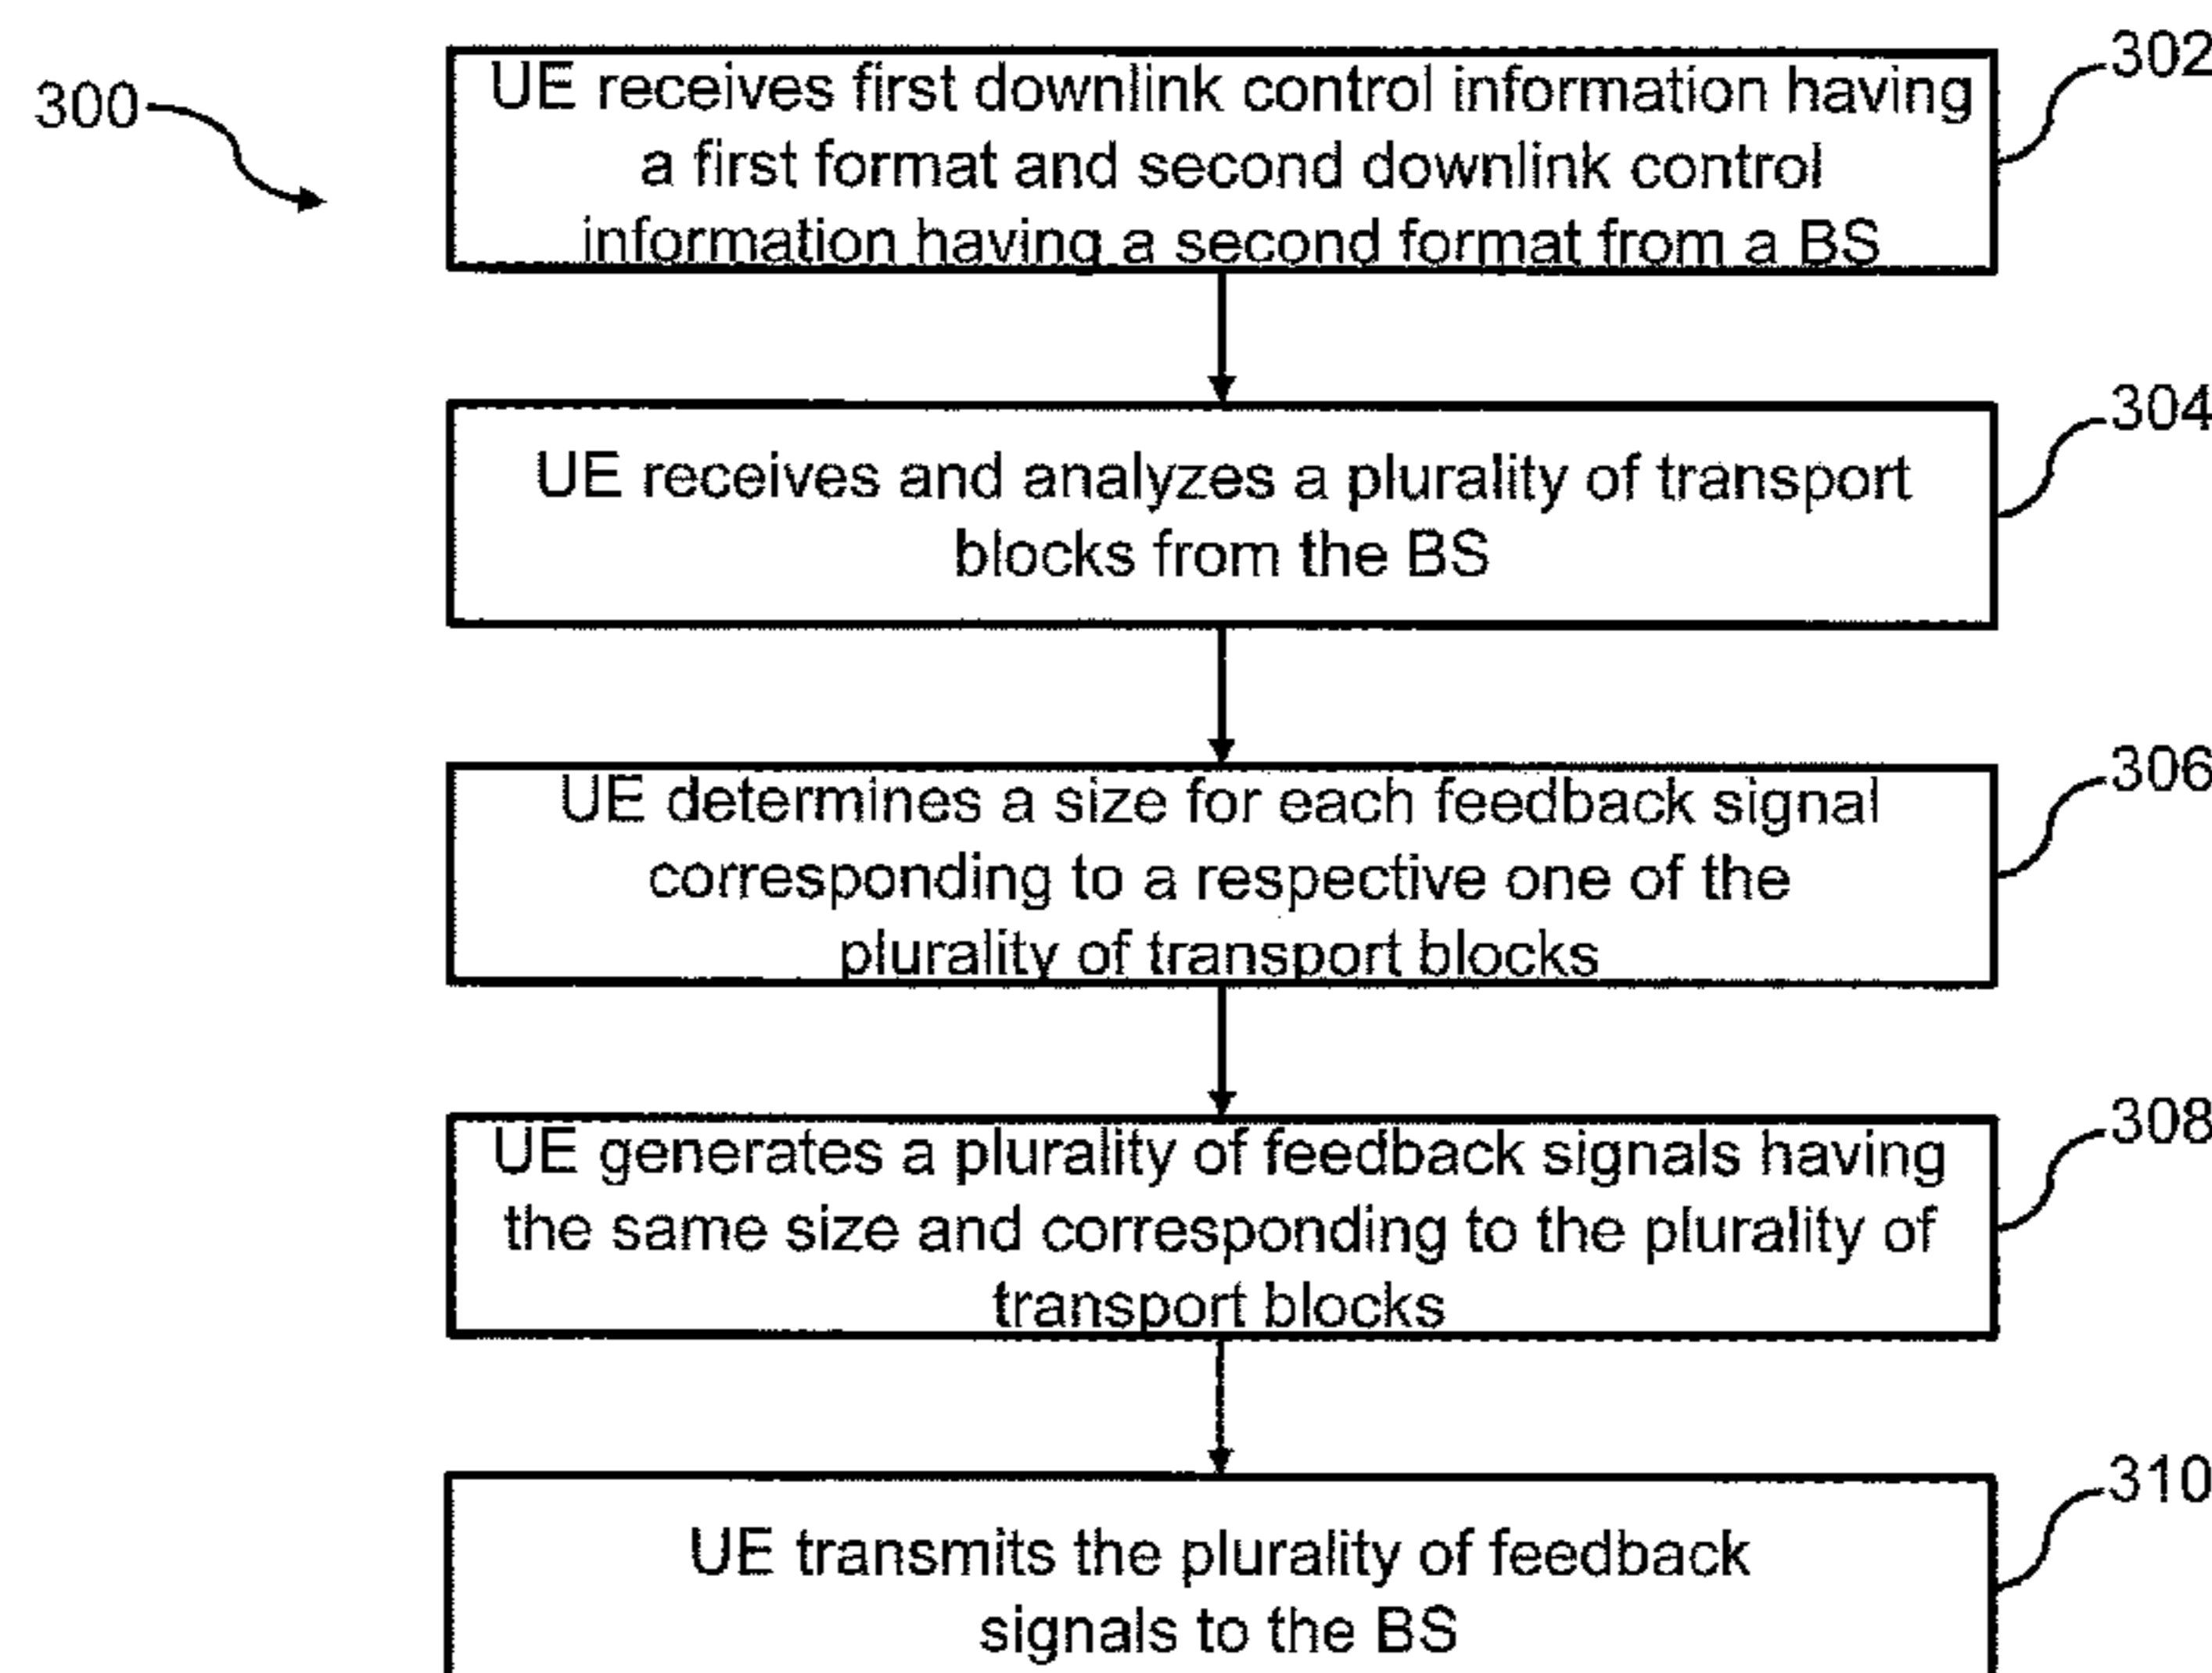 300
302
UE receives first downlink control information having
a first format and second downlink control
information having a second format from a BS
304
UE receives and analyzes a plurality of transport
blocks from the BS
306
UE determines a size for each feedback signal
corresponding to a respective one of the
plurality of transport blocks
308
UE generates a plurality of feedback signals having
the same size and corresponding to the plurality of
transport blocks
310
UE transmits the plurality of feedback
signals to the BS